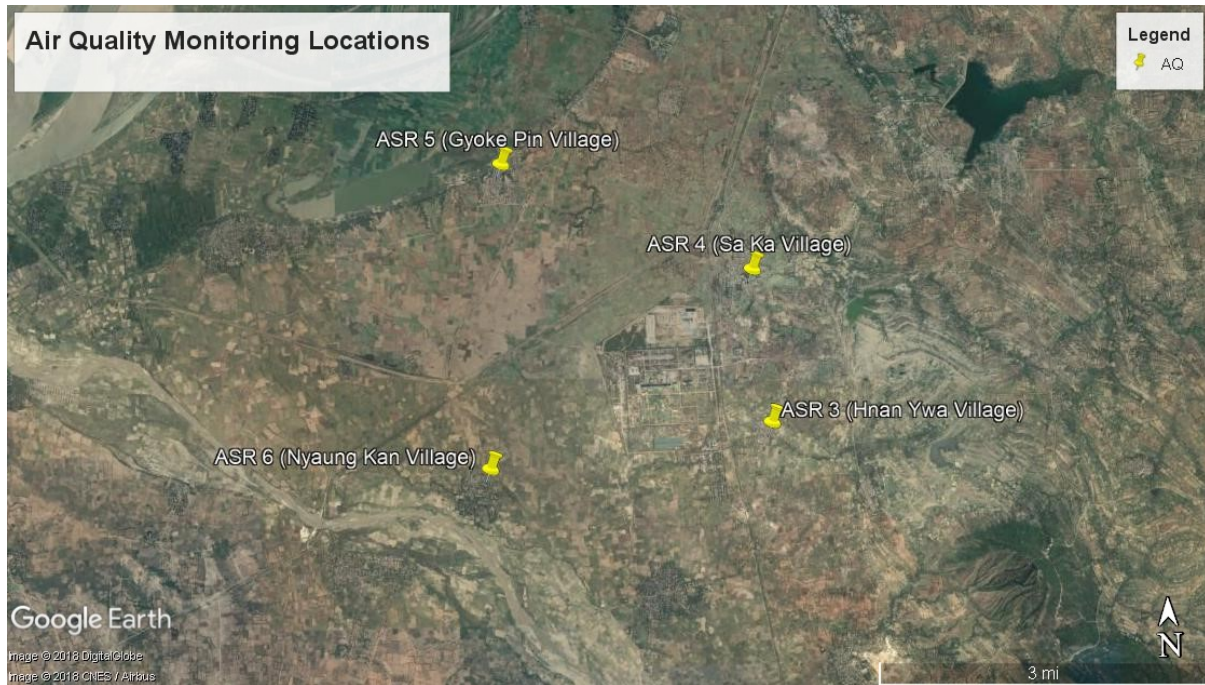 Air Quality Monitoring Locations
Legend
AQ
ASR 5 (Gyoke Pin Village)
ASR 4 (Sa Ka Village)
ASR 3 (Hnan Ywa Village)
ASR 6 (Nyaung Kan Village)
Google Earth
N
Image © 2018 DigitalGlobe
Image © 2018 CNES / Airbus
3 mi